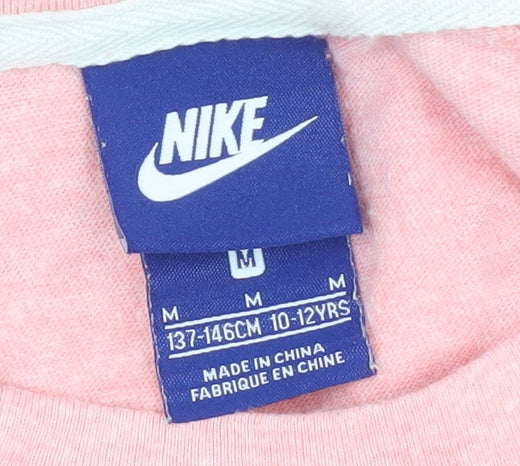 NIKE
M
M M M
137-146CM 10-12YRS
MADE IN CHINA
FABRIQUE EN CHINE